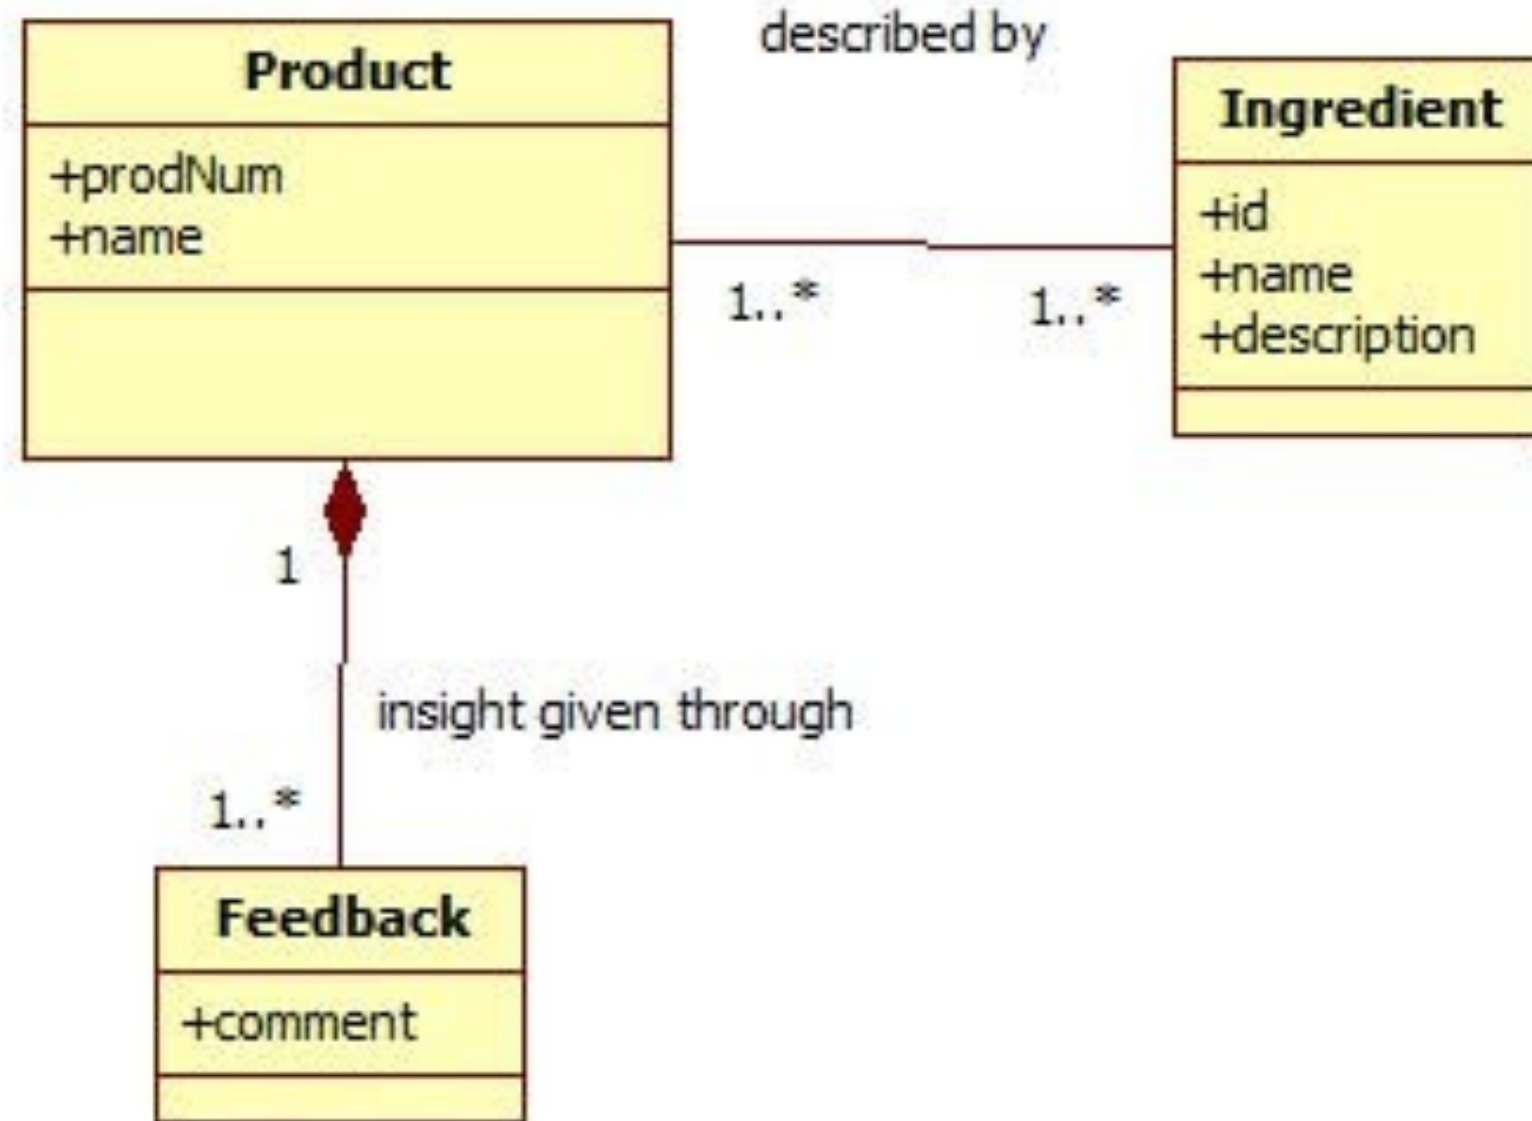 described by
Product
+prodNum
+name
Ingredient
+id
+name
+description
1..*
1..*
1
insight given through
1..*
Feedback
+comment